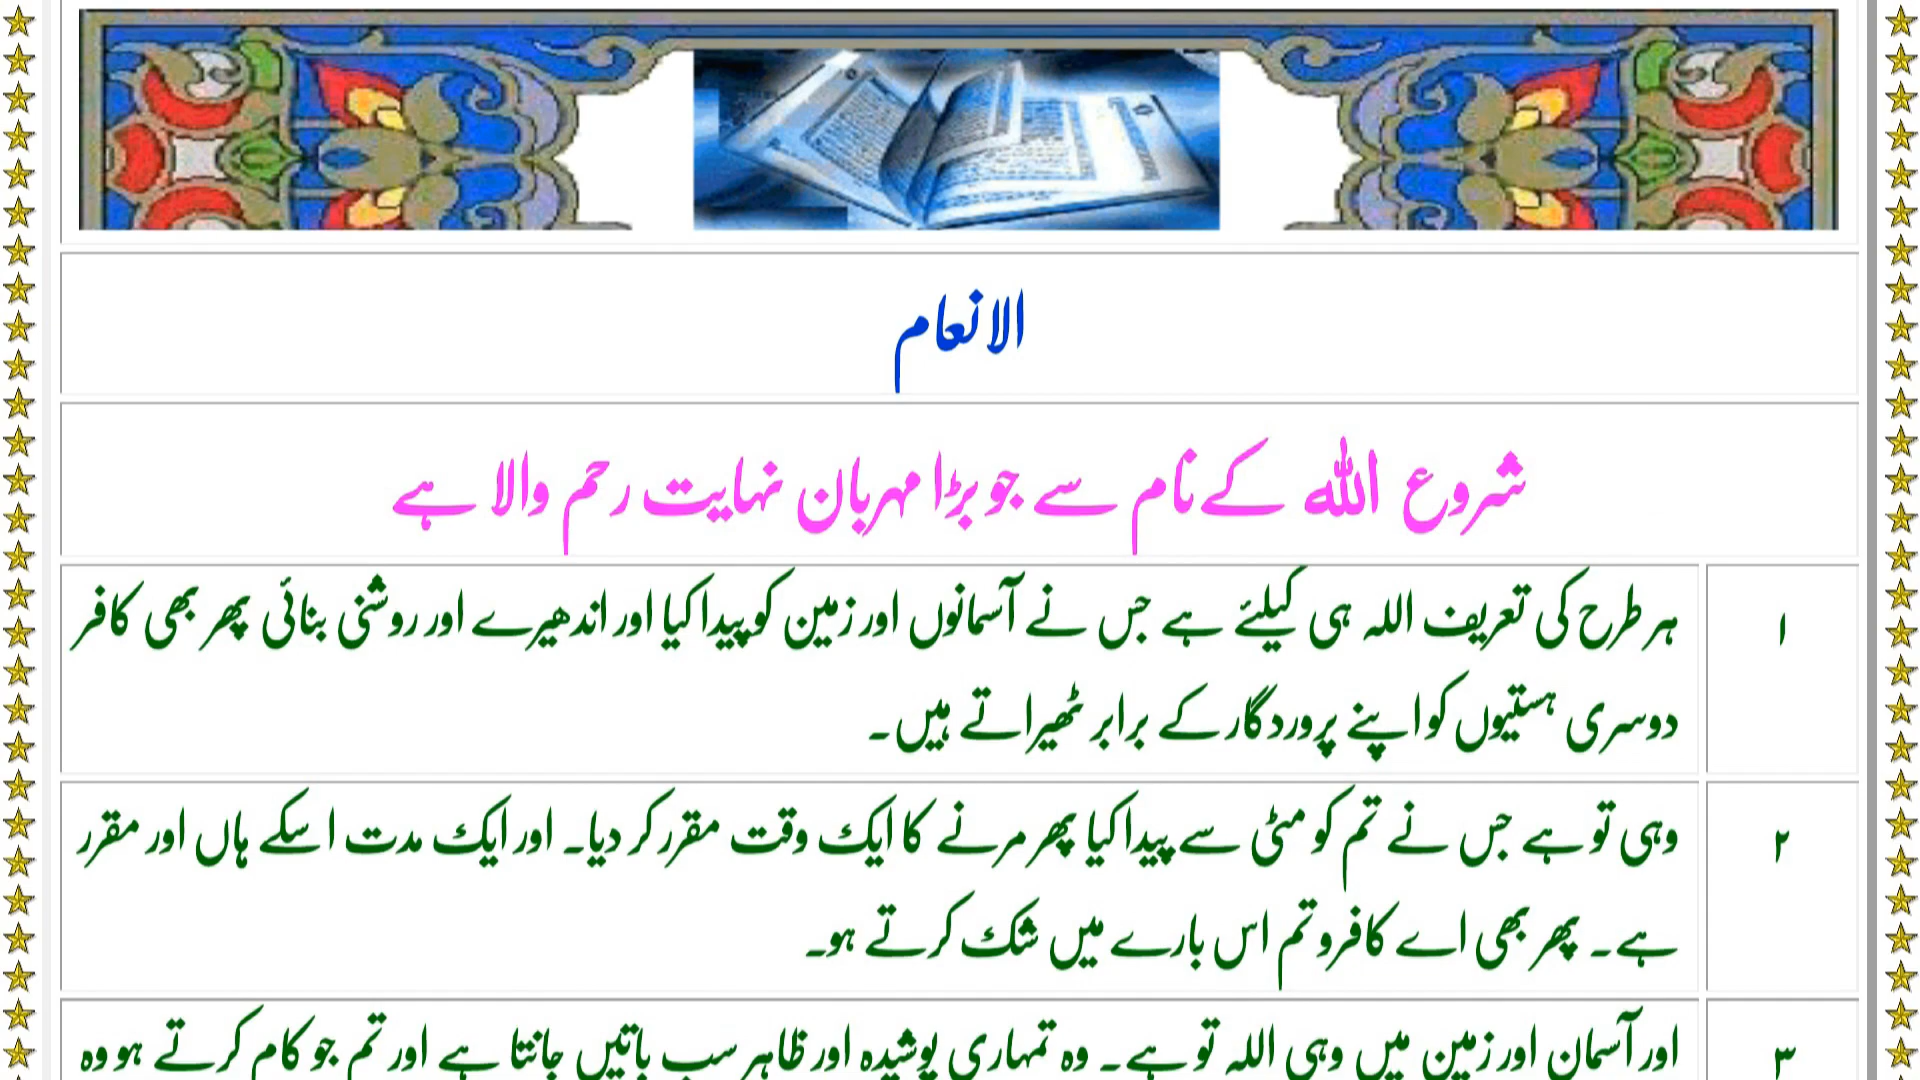 الانعام
شروع اللہ کے نام سے جو بڑا مہربان نہایت رحم والا ہے
۱
ہر طرح کی تعریف اللہ ہی کیلئے ہے جس نے آسمانوں اور زمین کو پیدا کیا اور اندھیرے اور روشنی بنائی پھر بھی کافر
دوسری ہستیوں کو اپنے پروردگار کے برابر ٹھیراتے ہیں۔
۲
وہی تو ہے جس نے تم کو مٹی سے پیدا کیا پھر مرنے کا ایک وقت مقرر کر دیا۔ اور ایک مدت اسکے ہاں اور مقرر
ہے۔ پھر بھی اے کافرو تم اس بارے میں شک کرتے ہو۔
۳
اور آسمان اور زمین میں وہی اللہ تو ہے۔ وہ تمہاری پوشیدہ اور ظاہر سب باتیں جانتا ہے اور تم جو کام کرتے ہو وہ